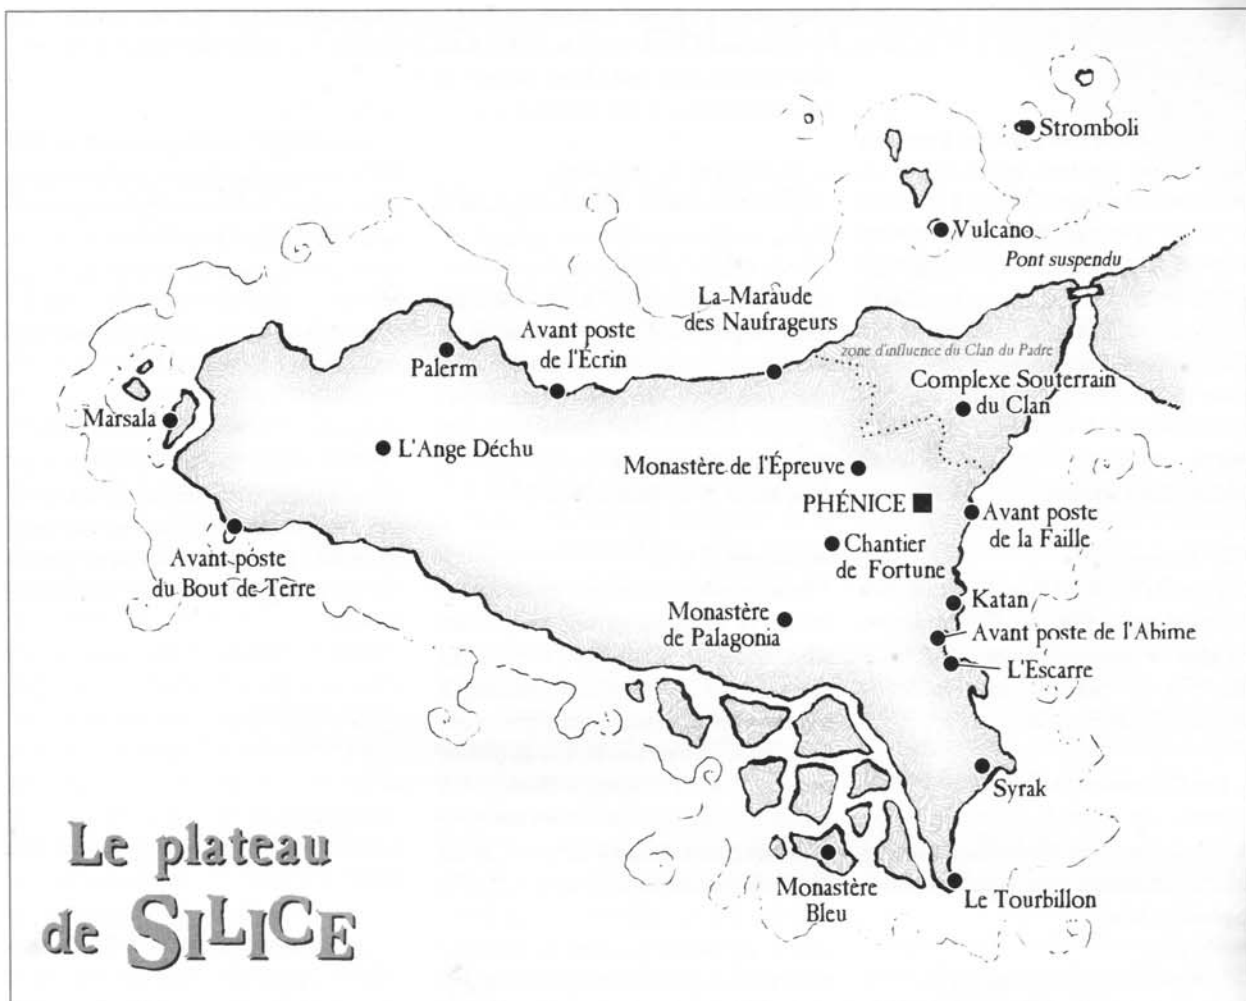 Stromboli
Vulcano
Pont suspendu
La Maraude
des Naufrageurs
Avant poste
de l'Écrin
Palerm
zone d'influence du Clan du Padre
Complexe Souterrain
du Clan
Marsala
L'Ange Déchu
Monastère de l'Épreuve
PHÉNICE
Avant poste
de la Faille
Chantier
de Fortune
Avant poste
du Bout de Terre
Katan
Monastère
de Palagonia
Avant poste de l'Abime
L'Escarre
Syrak
Monastère
Bleu
Le Tourbillon
Le plateau
de SILICE